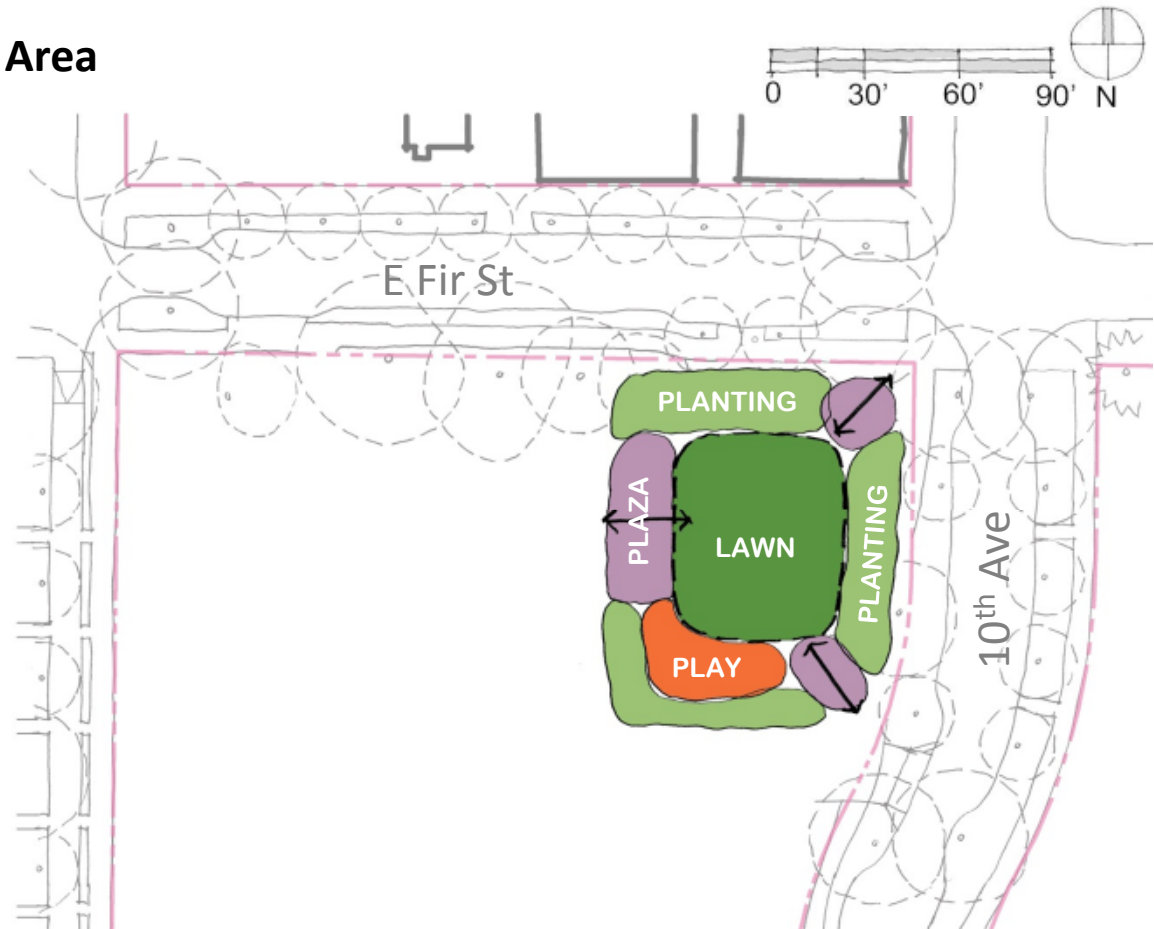 Area
0 30' 60' 90' N
E Fir St
PLANTING
PLAZA
LAWN
PLANTING
PLAY
10th Ave